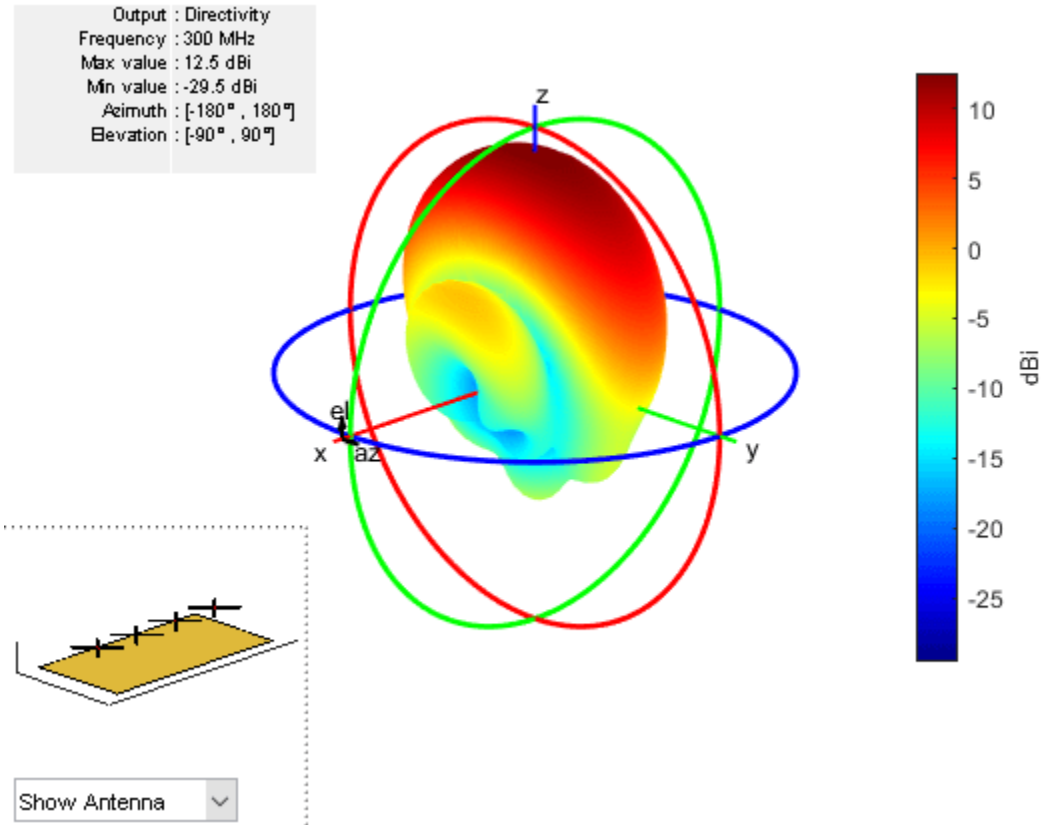 Output : Directivity
Frequency : 300 MHz
Max value : 12.5 dBi
Min value : -29.5 dBi
Azimuth : [-180° , 180°]
Elevation : [-90° , 90°]
z
el
x
az
y
10
5
0
-5
-10
-15
-20
-25
dBi
Show Antenna